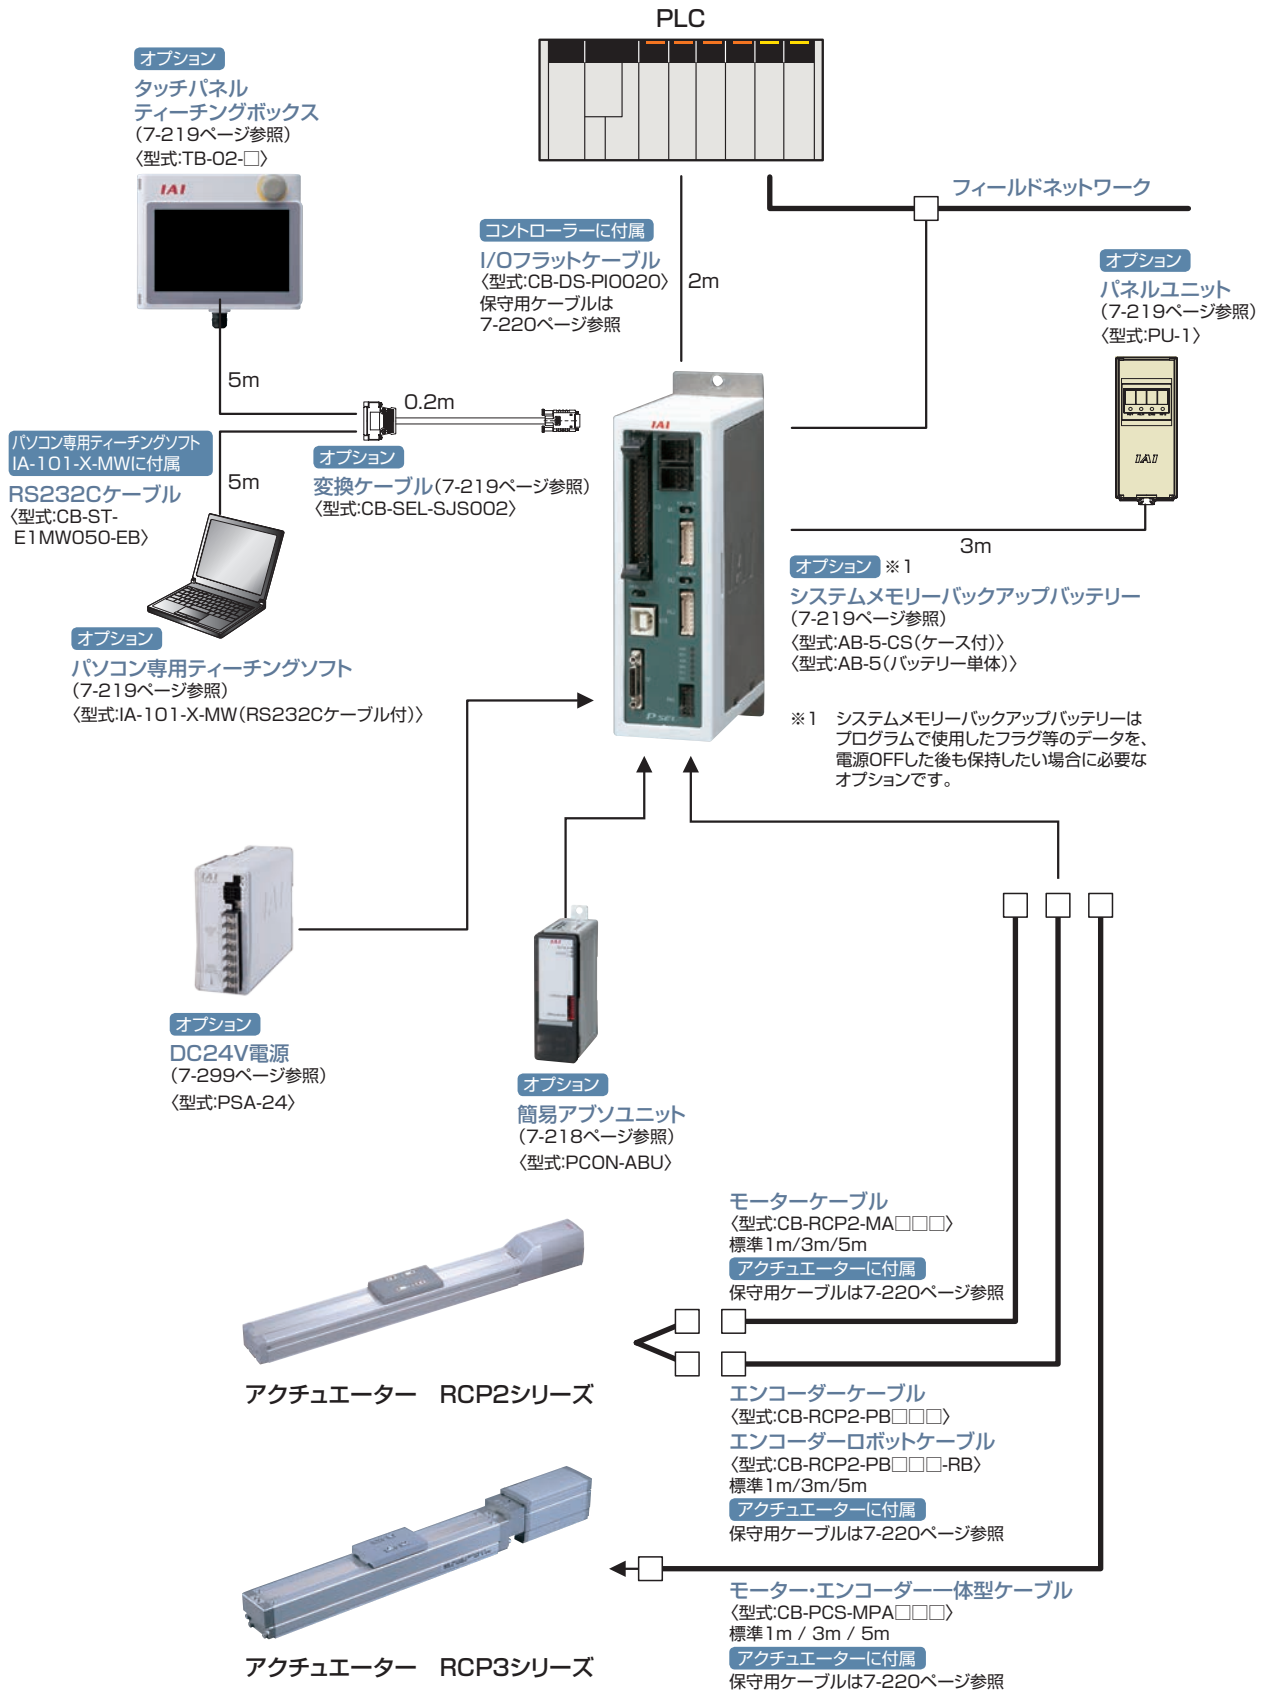 PLC
オプション
タッチパネル
ティーチングボックス
(7-219ページ参照)
〈型式:TB-02-□〉
IAI
フィールドネットワーク
コントローラーに付属
I/Oフラットケーブル
〈型式:CB-DS-PIO020〉
保守用ケーブルは
7-220ページ参照
2m
オプション
パネルユニット
(7-219ページ参照)
〈型式:PU-1〉
IAI
5m
0.2m
オプション
変換ケーブル(7-219ページ参照)
〈型式:CB-SEL-SJS002〉
パソコン専用ティーチングソフト
IA-101-X-MWに付属
RS232Cケーブル
〈型式:CB-ST-
E1MW050-EB〉
5m
オプション
パソコン専用ティーチングソフト
(7-219ページ参照)
〈型式:IA-101-X-MW(RS232Cケーブル付)〉
IAI
P SEL
3m
オプション ※1
システムメモリーバックアップバッテリー
(7-219ページ参照)
〈型式:AB-5-CS(ケース付)〉
〈型式:AB-5(バッテリー単体)〉
※1 システムメモリーバックアップバッテリーは
プログラムで使用したフラグ等のデータを、
電源OFFした後も保持したい場合に必要な
オプションです。
IAI
オプション
DC24V電源
(7-299ページ参照)
〈型式:PSA-24〉
IAI
オプション
簡易アブソユニット
(7-218ページ参照)
〈型式:PCON-ABU〉
モーターケーブル
〈型式:CB-RCP2-MA□□□〉
標準1m/3m/5m
アクチュエーターに付属
保守用ケーブルは7-220ページ参照
アクチュエーター RCP2シリーズ
エンコーダーケーブル
〈型式:CB-RCP2-PB□□□〉
エンコーダーロボットケーブル
〈型式:CB-RCP2-PB□□□-RB〉
標準1m/3m/5m
アクチュエーターに付属
保守用ケーブルは7-220ページ参照
モーター・エンコーダー一体型ケーブル
〈型式:CB-PCS-MPA□□□〉
標準1m / 3m / 5m
アクチュエーターに付属
保守用ケーブルは7-220ページ参照
アクチュエーター RCP3シリーズ